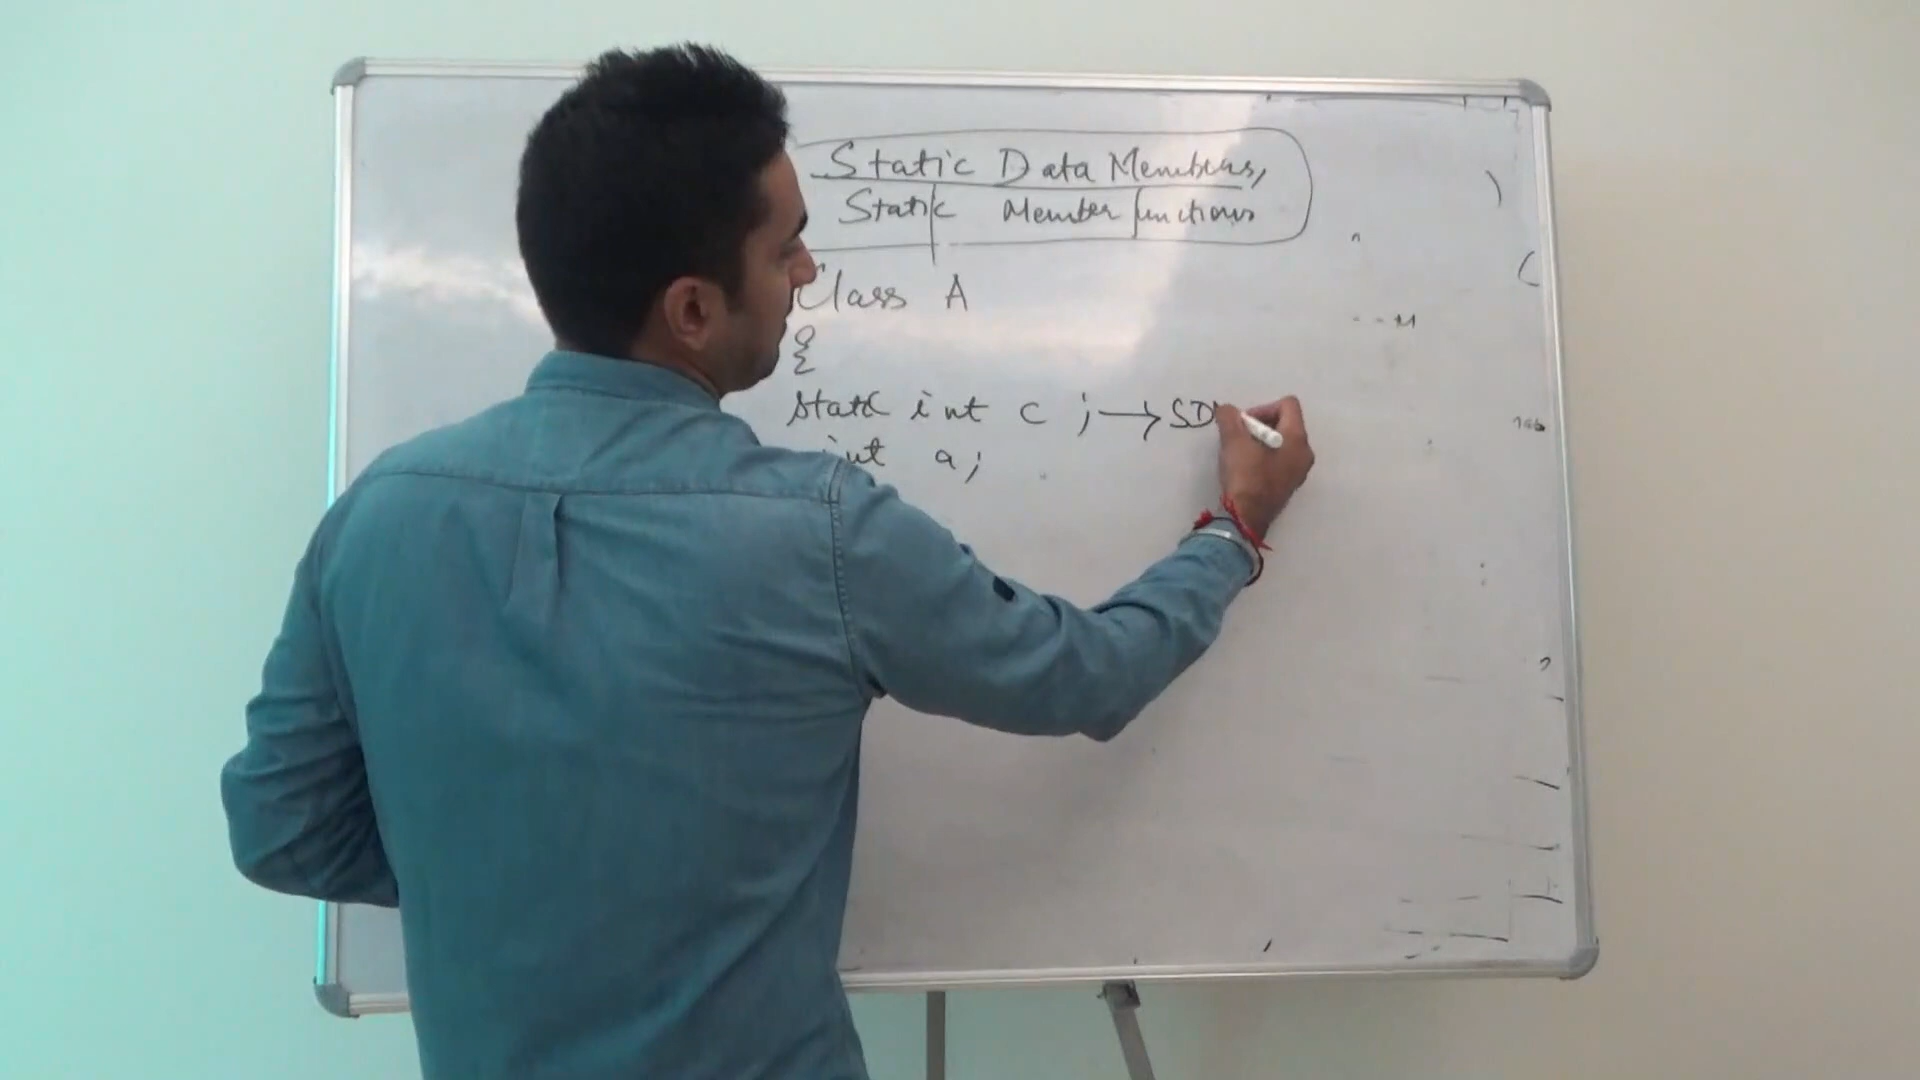 Static Data Members,
Static Member functions
Class A
{
static int c ; → SD
int a ;